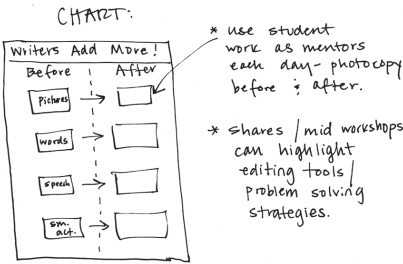 CHART:
Writers Add More!
Before After
Pictures
words
speech
sm.
act.
* use student
work as mentors
each day - photocopy
before & after.
* shares / mid workshops
can highlight
editing tools /
problem solving
strategies.